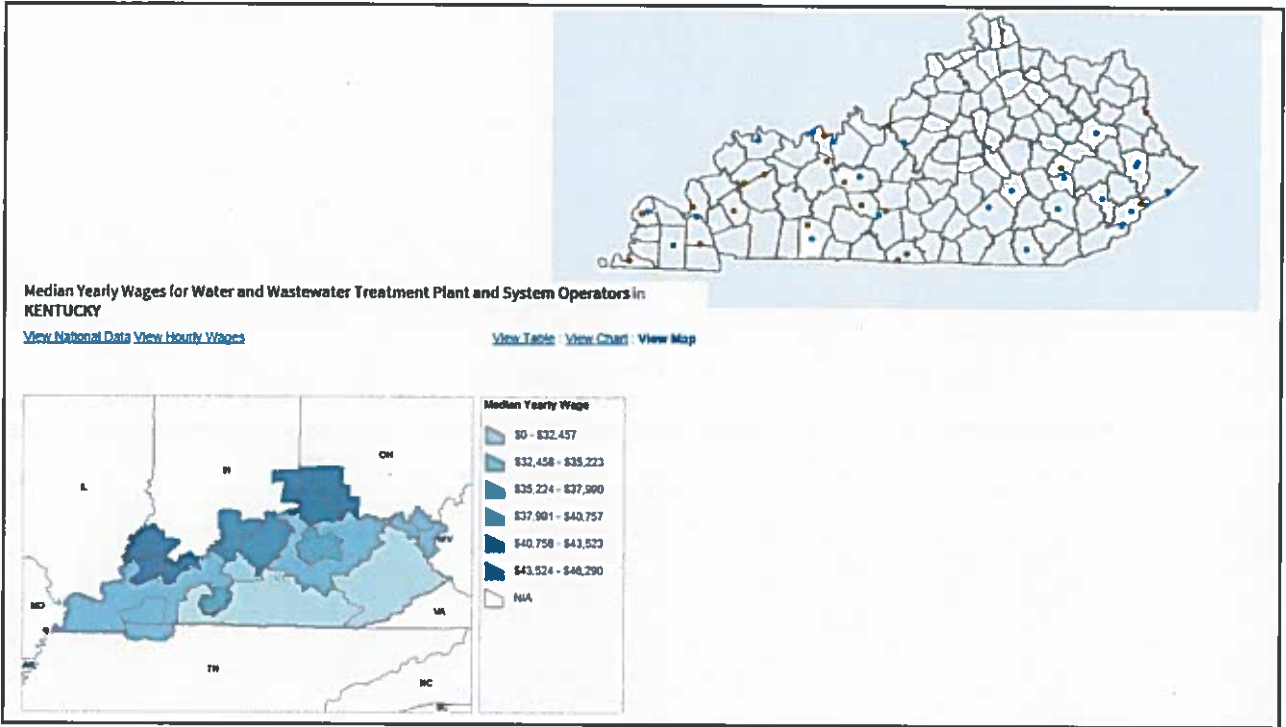 Median Yearly Wages for Water and Wastewater Treatment Plant and System Operators in
KENTUCKY
View National Data View Hourly Wages
View Table : View Chart : View Map
Median Yearly Wage
$0 - $32,457
$32,458 - $35,223
$35,224 - $37,990
$37,991 - $40,757
$40,758 - $43,523
$43,524 - $46,290
N/A
OH
IN
IL
WV
MO
VA
AR
TN
NC